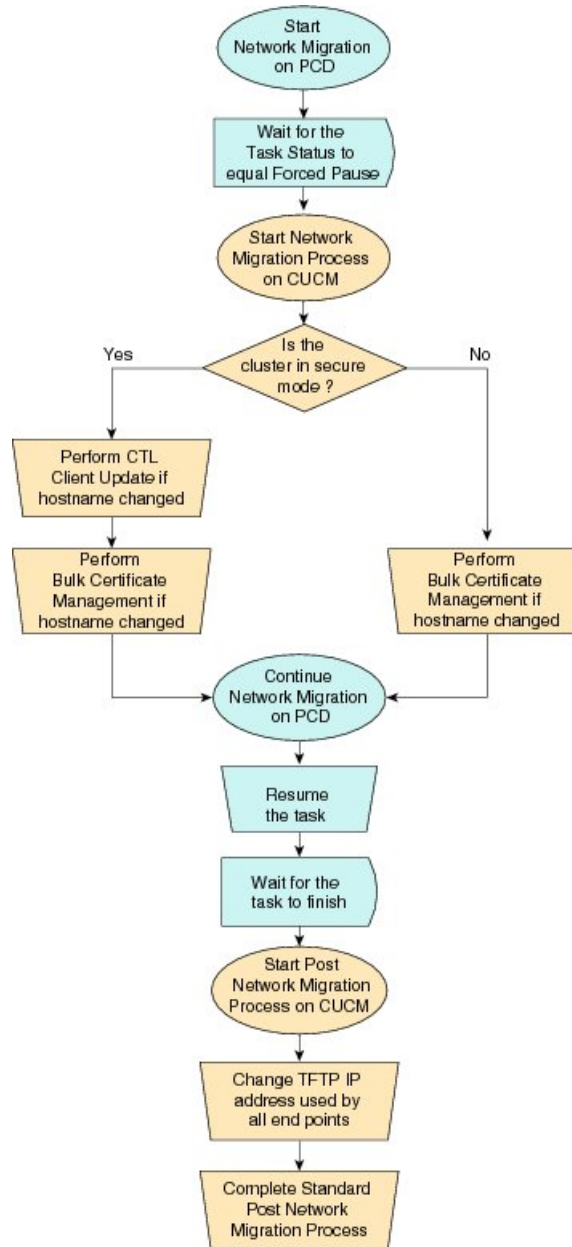 Start
Network Migration
on PCD
Wait for the
Task Status to
equal Forced Pause
Start Network
Migration Process
on CUCM
Is the
cluster in secure
mode ?
Yes
No
Perform CTL
Client Update if
hostname changed
Perform
Bulk Certificate
Management if
hostname changed
Perform
Bulk Certificate
Management if
hostname changed
Continue
Network Migration
on PCD
Resume
the task
Wait for the
task to finish
Start Post
Network Migration
Process on CUCM
Change TFTP IP
address used by
all end points
Complete Standard
Post Network
Migration Process